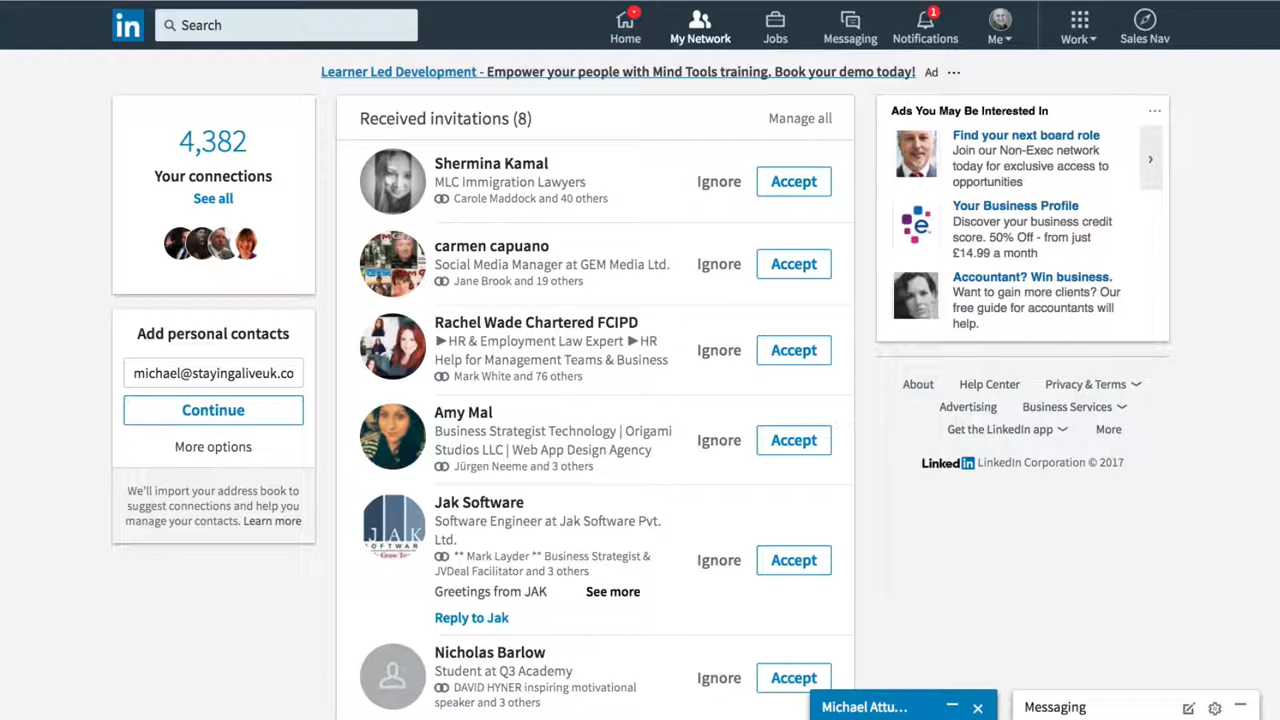 in
Search
Home
My Network
Jobs
Messaging
1
Notifications
Me
Work
Sales Nav
Learner Led Development - Empower your people with Mind Tools training. Book your demo today! Ad ...
4,382
Your connections
See all
Add personal contacts
michael@stayingaliveuk.co
Continue
More options
We'll import your address book to
suggest connections and help you
manage your contacts. Learn more
Received invitations (8)
Manage all
Shermina Kamal
MLC Immigration Lawyers
Carole Maddock and 40 others
Ignore
Accept
carmen capuano
Social Media Manager at GEM Media Ltd.
Jane Brook and 19 others
Ignore
Accept
Rachel Wade Chartered FCIPD
►HR & Employment Law Expert ►HR
Help for Management Teams & Business
Mark White and 76 others
Ignore
Accept
Amy Mal
Business Strategist Technology | Origami
Studios LLC | Web App Design Agency
Jürgen Neeme and 3 others
Ignore
Accept
JAK
Jak Software
Software Engineer at Jak Software Pvt.
Ltd.
** Mark Layder ** Business Strategist &
JVDeal Facilitator and 3 others
Greetings from JAK
See more
Reply to Jak
Ignore
Accept
Nicholas Barlow
Student at Q3 Academy
DAVID HYNER inspiring motivational
speaker and 3 others
Ignore
Accept
Ads You May Be Interested In
...
Find your next board role
Join our Non-Exec network
today for exclusive access to
opportunities
Your Business Profile
Discover your business credit
score. 50% Off - from just
£14.99 a month
Accountant? Win business.
Want to gain more clients? Our
free guide for accountants will
help.
About
Help Center
Privacy & Terms
Advertising
Business Services
Get the LinkedIn app
More
LinkedIn LinkedIn Corporation © 2017
Michael Attu...
Messaging